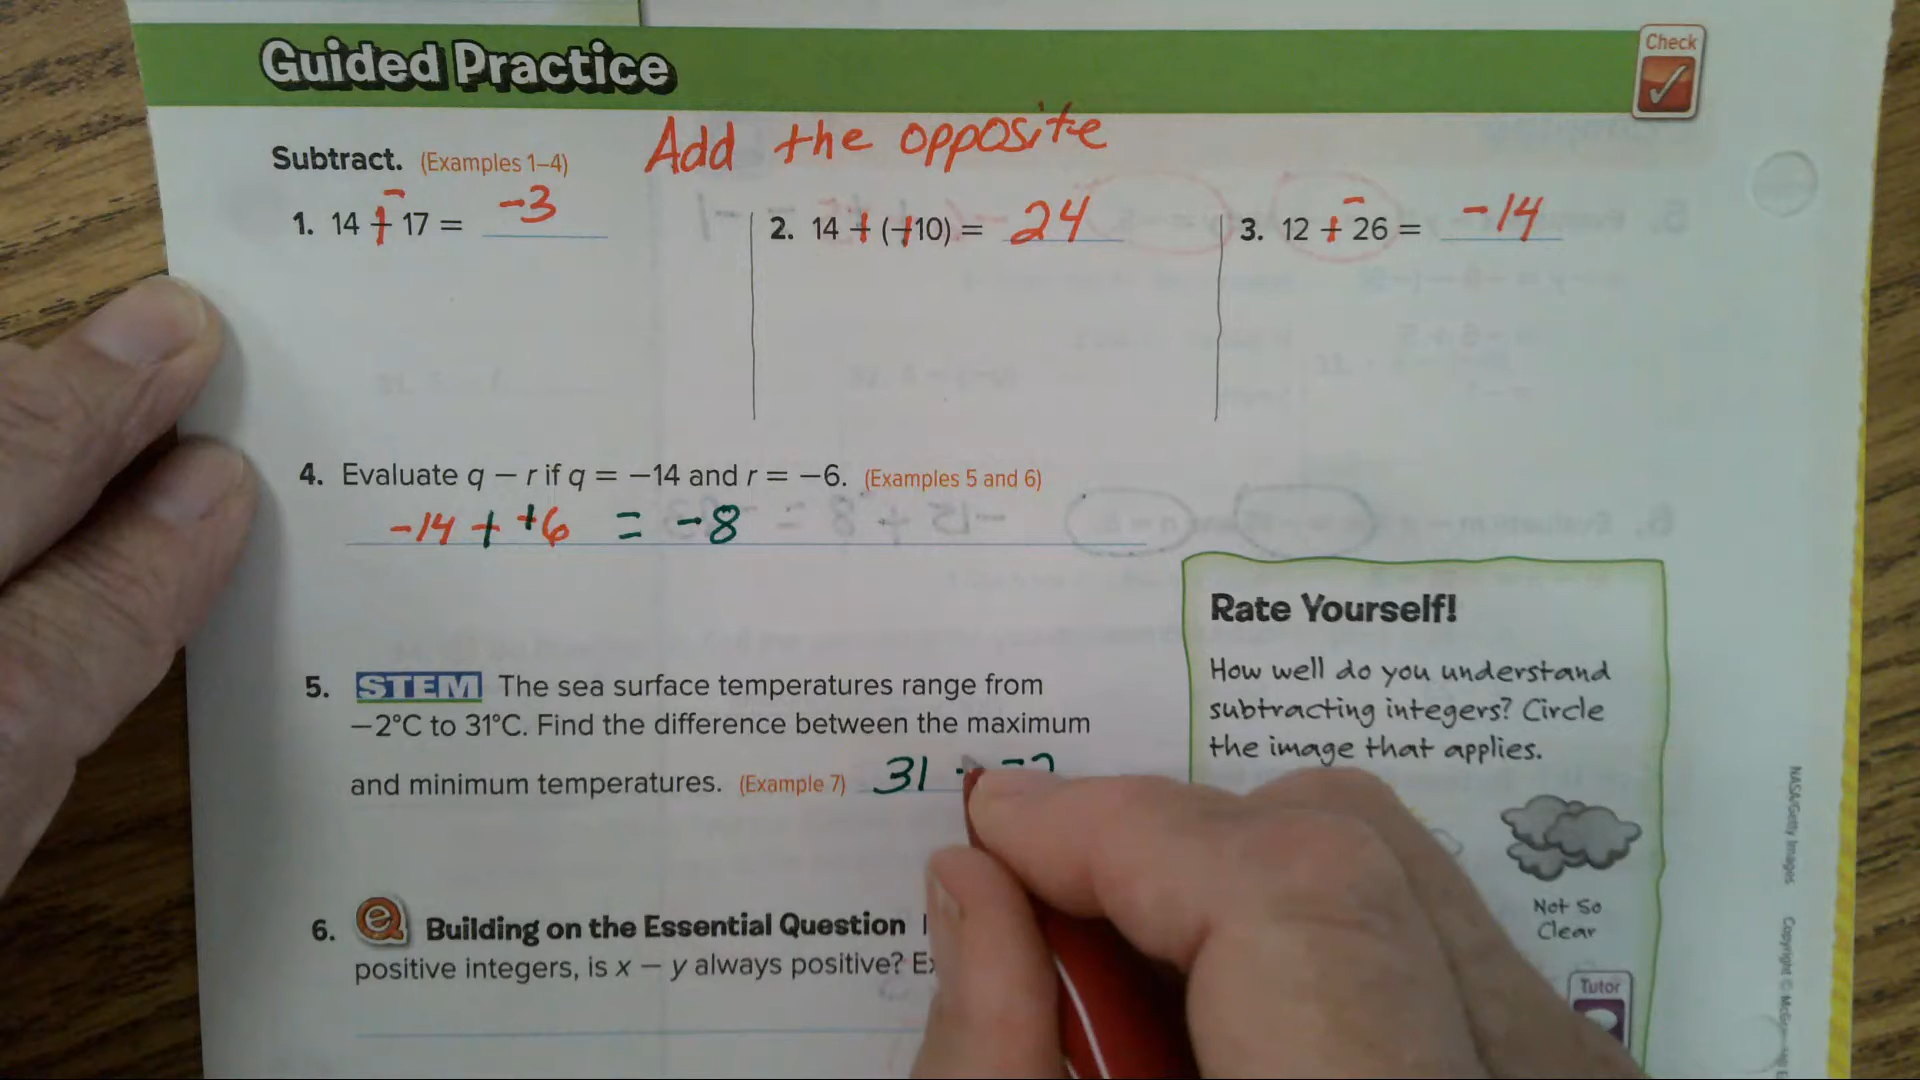 Guided Practice
Check
Add the opposite
Subtract. (Examples 1–4)
1. 14 + -17 = -3
2. 14 + (+10) = 24
3. 12 + -26 = -14
4. Evaluate q − r if q = −14 and r = −6. (Examples 5 and 6)
-14 + +6 = -8
5. STEM The sea surface temperatures range from
−2°C to 31°C. Find the difference between the maximum
and minimum temperatures. (Example 7) 31 - -2
6. Building on the Essential Question
positive integers, is x − y always positive?
Rate Yourself!
How well do you understand
subtracting integers? Circle
the image that applies.
Not So
Clear
Tutor
NASA/Getty Images